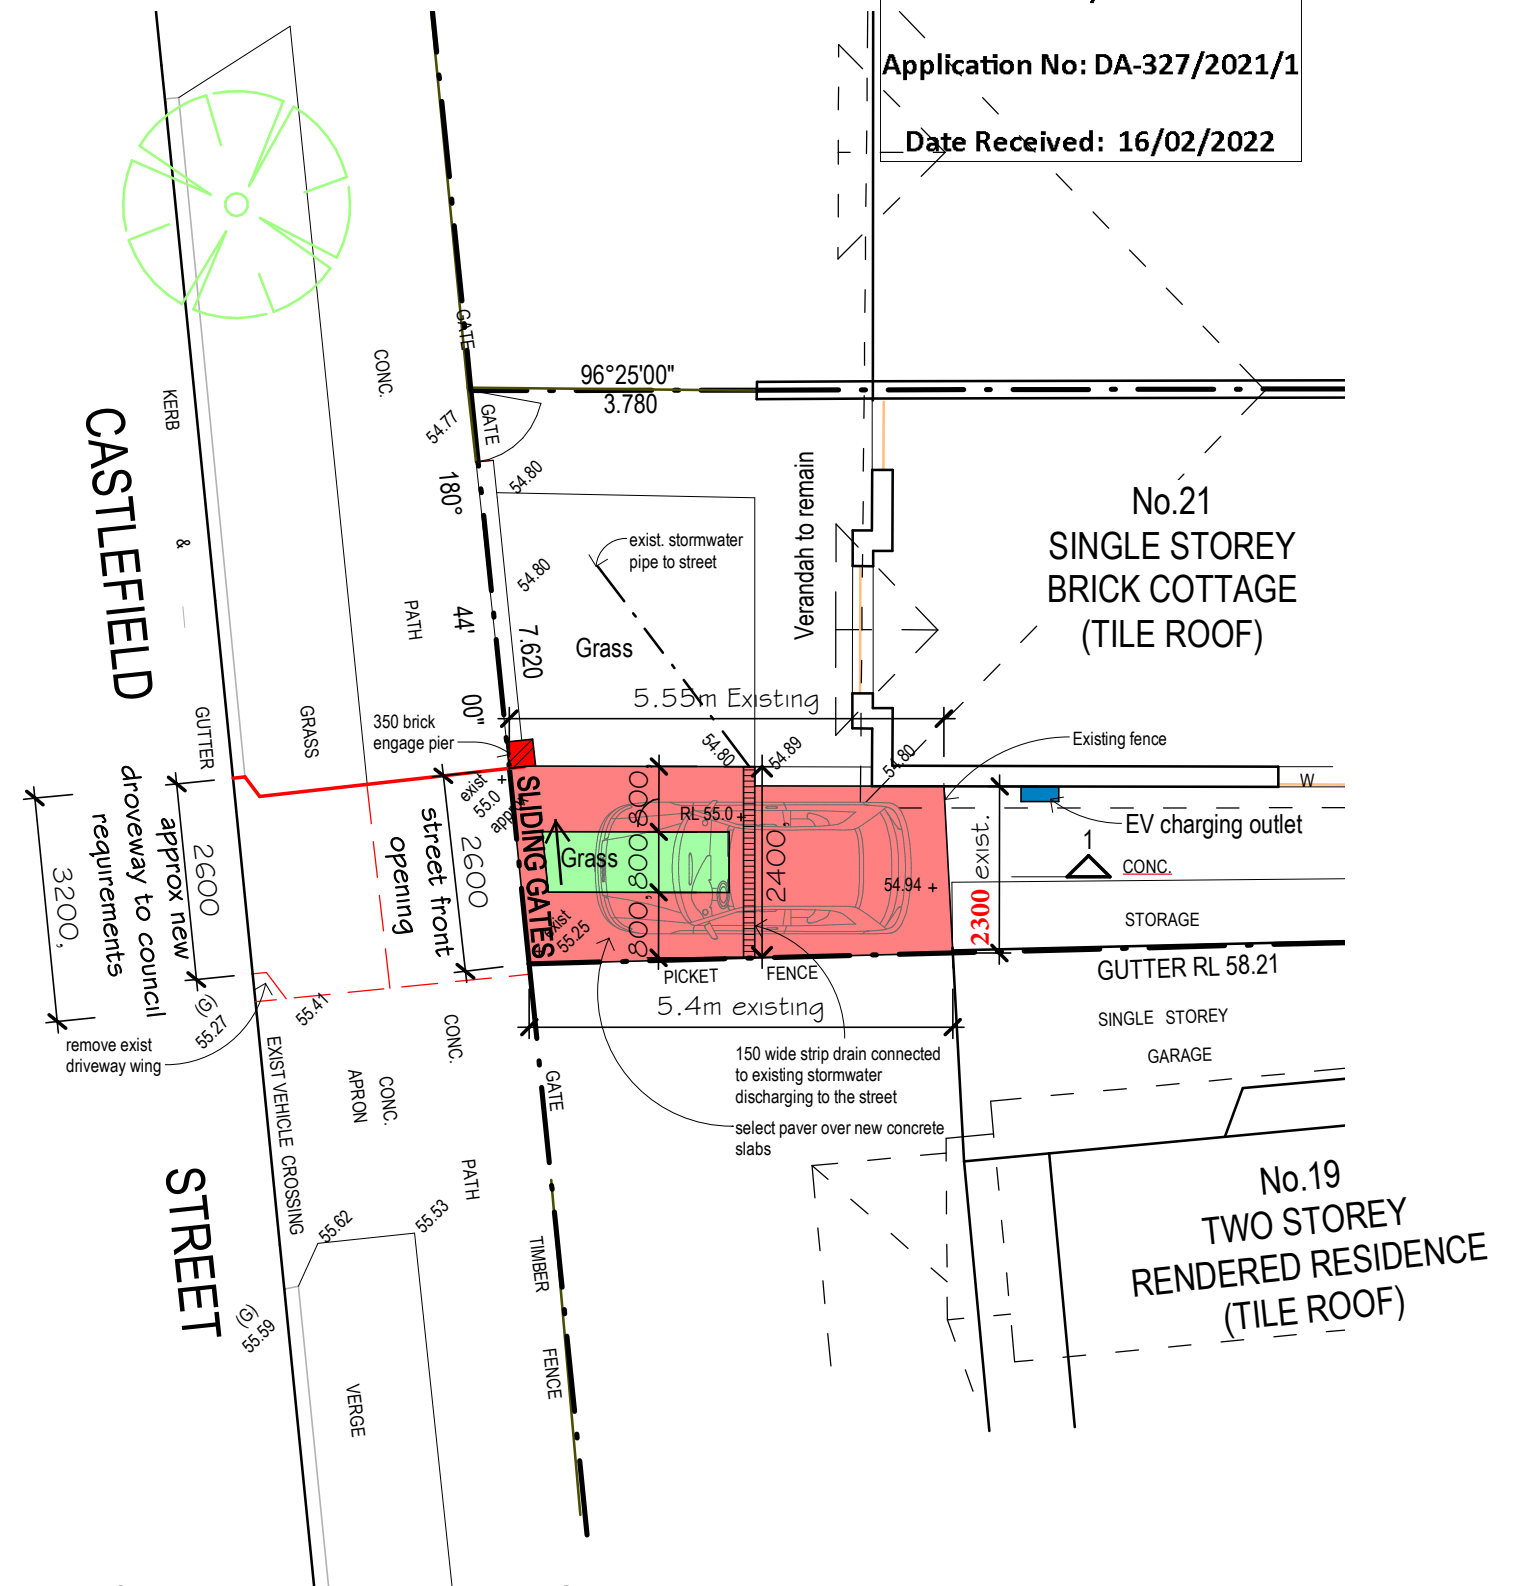 Application No: DA-327/2021/1
Date Received: 16/02/2022
GATE
CONC.
96°25'00"
3.780
KERB
&
GUTTER
CASTLEFIELD
STREET
54.77
GATE
180°
44'
00"
54.80
exist. stormwater
pipe to street
54.80
PATH
7.620
Grass
Verandah to remain
No.21
SINGLE STOREY
BRICK COTTAGE
(TILE ROOF)
GRASS
350 brick
engage pier
5.55m Existing
54.80
54.89
54.80
Existing fence
W
EV charging outlet
1
CONC.
STORAGE
GUTTER RL 58.21
SINGLE STOREY
GARAGE
exist
55.0
SLIDING GATES
800,
800,
800,
RL 55.0
Grass
2400,
54.94
2300 exist.
exist
55.25
2600
street front
opening
2600
approx new
droveway to council
requirements
3200,
PICKET
FENCE
5.4m existing
(G)
55.27
55.41
remove exist
driveway wing
EXIST VEHICLE CROSSING
CONC.
APRON
CONC.
PATH
GATE
150 wide strip drain connected
to existing stormwater
discharging to the street
select paver over new concrete
slabs
No.19
TWO STOREY
RENDERED RESIDENCE
(TILE ROOF)
55.62
55.53
(G)
55.59
TIMBER
FENCE
VERGE